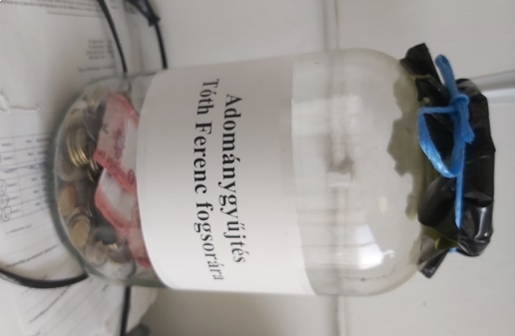 Adománygyűjtés
Tóth Ferenc fogsorára